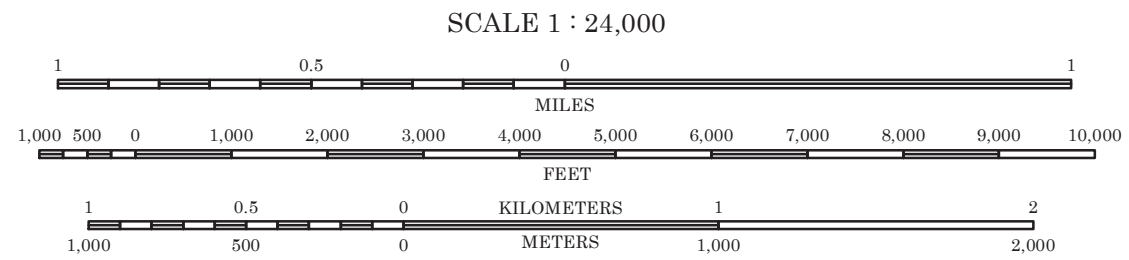 SCALE 1 : 24,000
1 0.5 0 1
MILES
1,000 500 0 1,000 2,000 3,000 4,000 5,000 6,000 7,000 8,000 9,000 10,000
FEET
1 0.5 0 KILOMETERS 1 2
1,000 500 0 METERS 1,000 2,000